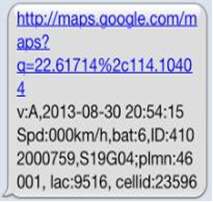 http://maps.google.com/m
aps?
q=22.61714%2c114.1040
4
v:A,2013-08-30 20:54:15
Spd:000km/h,bat:6,ID:410
2000759,S19G04;plmn:46
001, lac:9516, cellid:23596